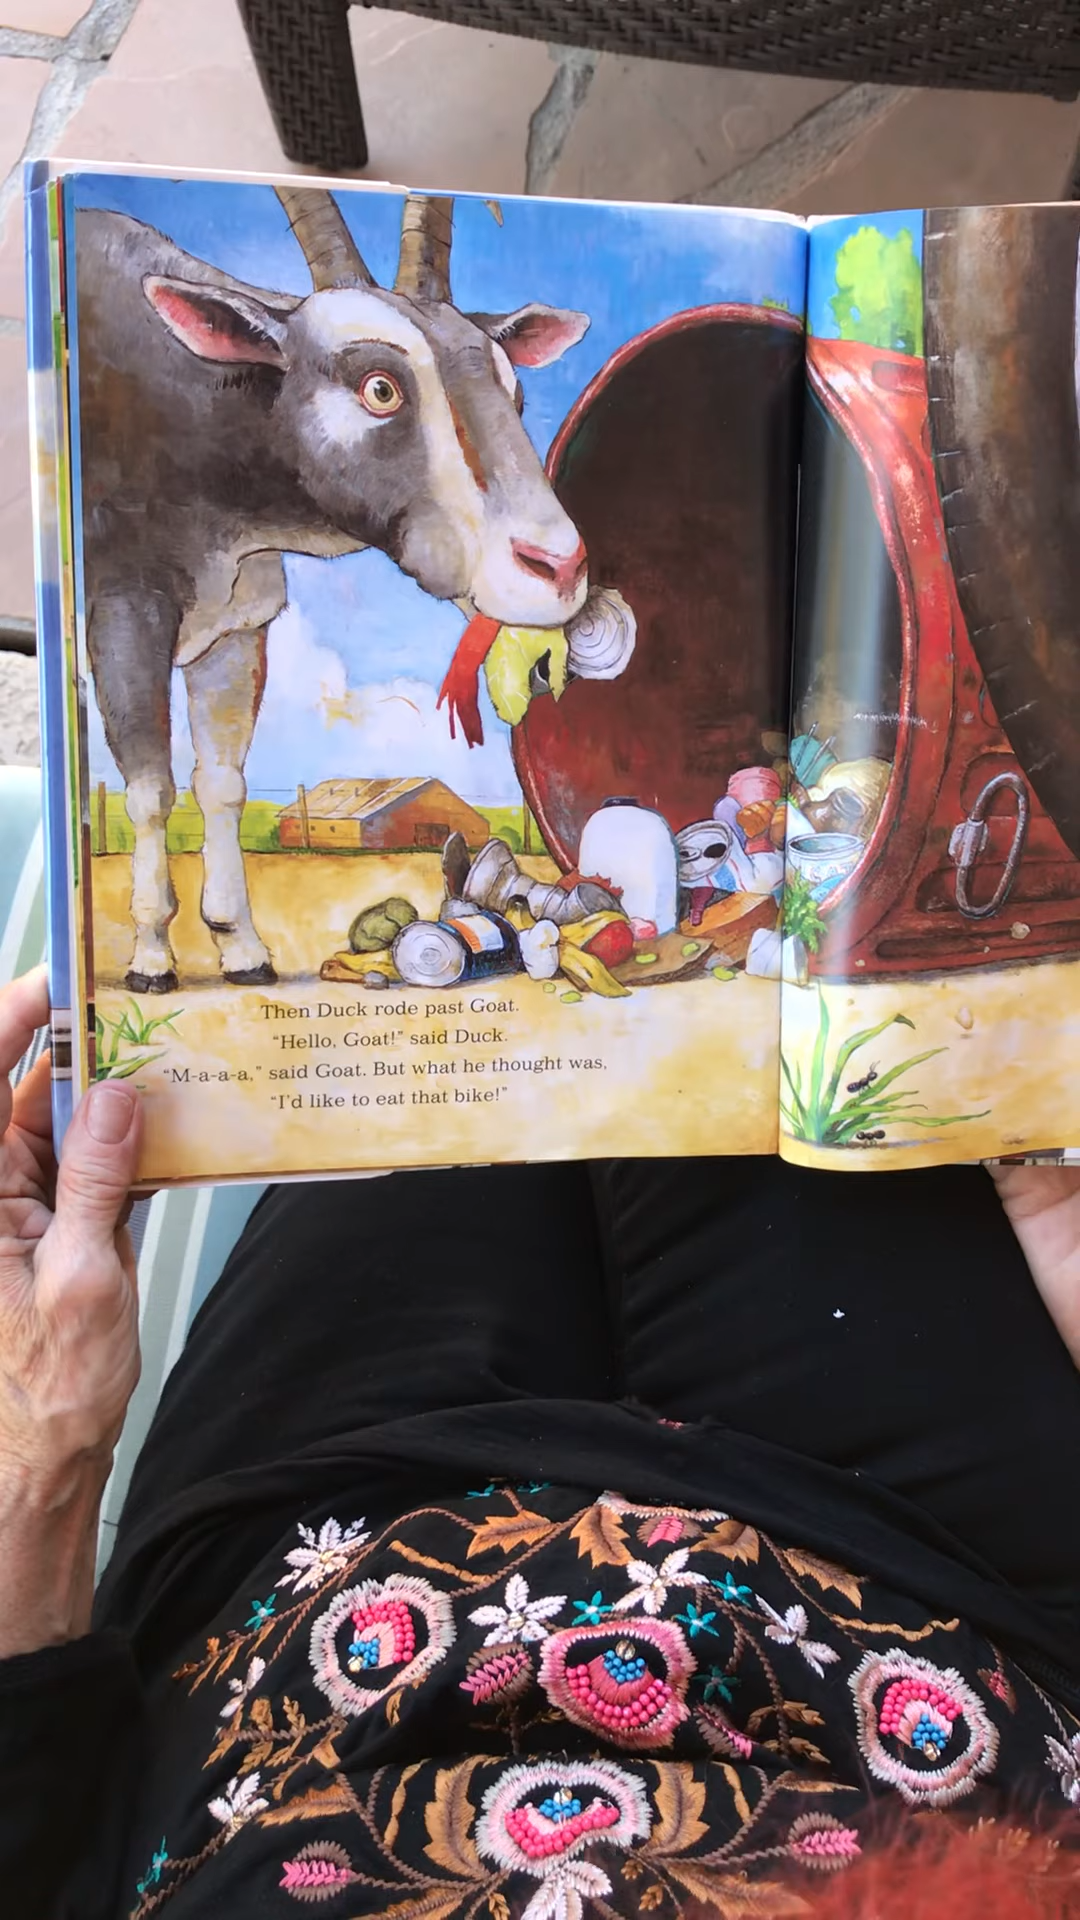 Then Duck rode past Goat.
“Hello, Goat!” said Duck.
“M-a-a-a,” said Goat. But what he thought was,
“I’d like to eat that bike!”